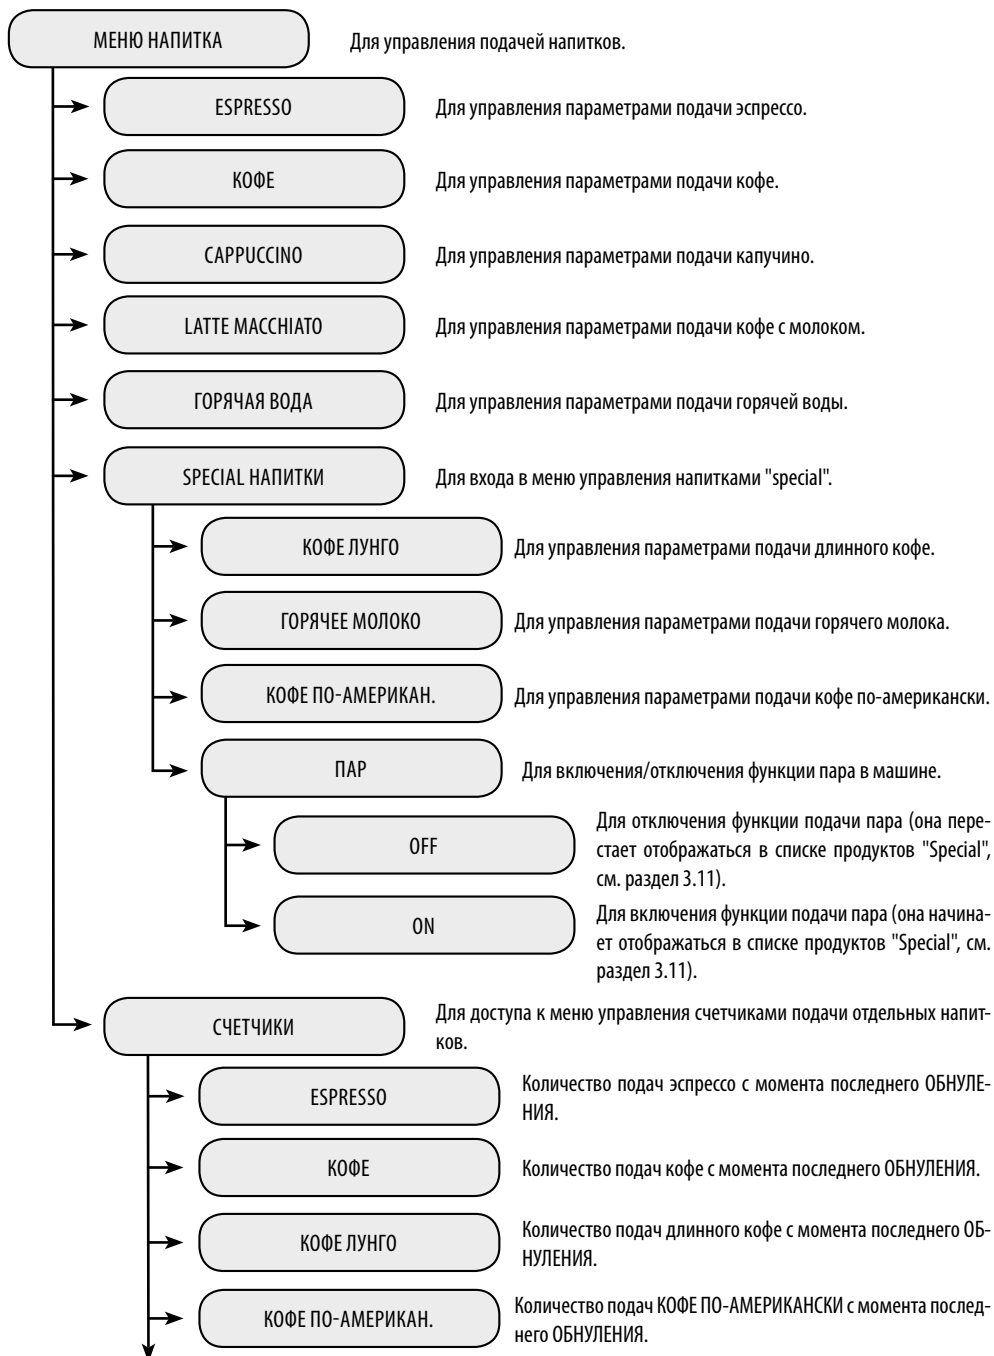 МЕНЮ НАПИТКА
Для управления подачей напитков.
ESPRESSO
Для управления параметрами подачи эспрессо.
КОФЕ
Для управления параметрами подачи кофе.
CAPPUCCINO
Для управления параметрами подачи капучино.
LATTE MACCHIATO
Для управления параметрами подачи кофе с молоком.
ГОРЯЧАЯ ВОДА
Для управления параметрами подачи горячей воды.
SPECIAL НАПИТКИ
Для входа в меню управления напитками "special".
КОФЕ ЛУНГО
Для управления параметрами подачи длинного кофе.
ГОРЯЧЕЕ МОЛОКО
Для управления параметрами подачи горячего молока.
КОФЕ ПО-АМЕРИКАН.
Для управления параметрами подачи кофе по-американски.
ПАР
Для включения/отключения функции пара в машине.
OFF
Для отключения функции подачи пара (она пере-
стает отображаться в списке продуктов "Special",
см. раздел 3.11).
ON
Для включения функции подачи пара (она начина-
ет отображаться в списке продуктов "Special", см.
раздел 3.11).
СЧЕТЧИКИ
Для доступа к меню управления счетчиками подачи отдельных напит-
ков.
ESPRESSO
Количество подач эспрессо с момента последнего ОБНУЛЕ-
НИЯ.
КОФЕ
Количество подач кофе с момента последнего ОБНУЛЕНИЯ.
КОФЕ ЛУНГО
Количество подач длинного кофе с момента последнего ОБ-
НУЛЕНИЯ.
КОФЕ ПО-АМЕРИКАН.
Количество подач КОФЕ ПО-АМЕРИКАНСКИ с момента послед-
него ОБНУЛЕНИЯ.